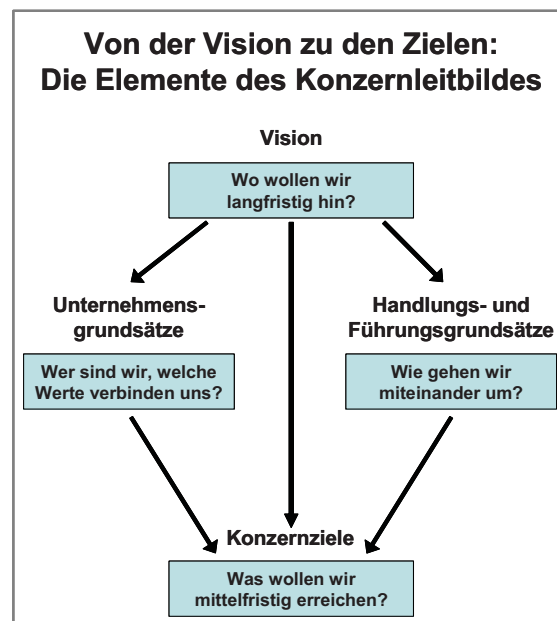 Von der Vision zu den Zielen:
Die Elemente des Konzernleitbildes
Vision
Wo wollen wir
langfristig hin?
Unternehmens-
grundsätze
Wer sind wir, welche
Werte verbinden uns?
Handlungs- und
Führungsgrundsätze
Wie gehen wir
miteinander um?
Konzernziele
Was wollen wir
mittelfristig erreichen?